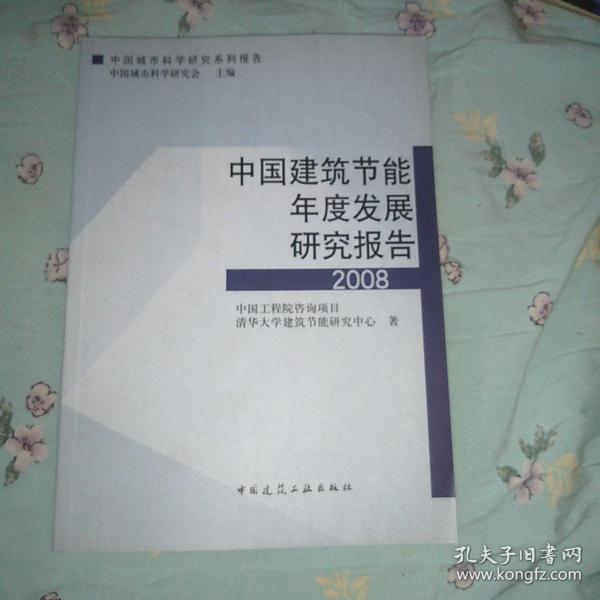 中国城市科学研究系列报告
中国城市科学研究会 主编
中国建筑节能
年度发展
研究报告
2008
中国工程院咨询项目
清华大学建筑节能研究中心 著
中国建筑工业出版社
孔夫子旧书网
www.kongfz.com